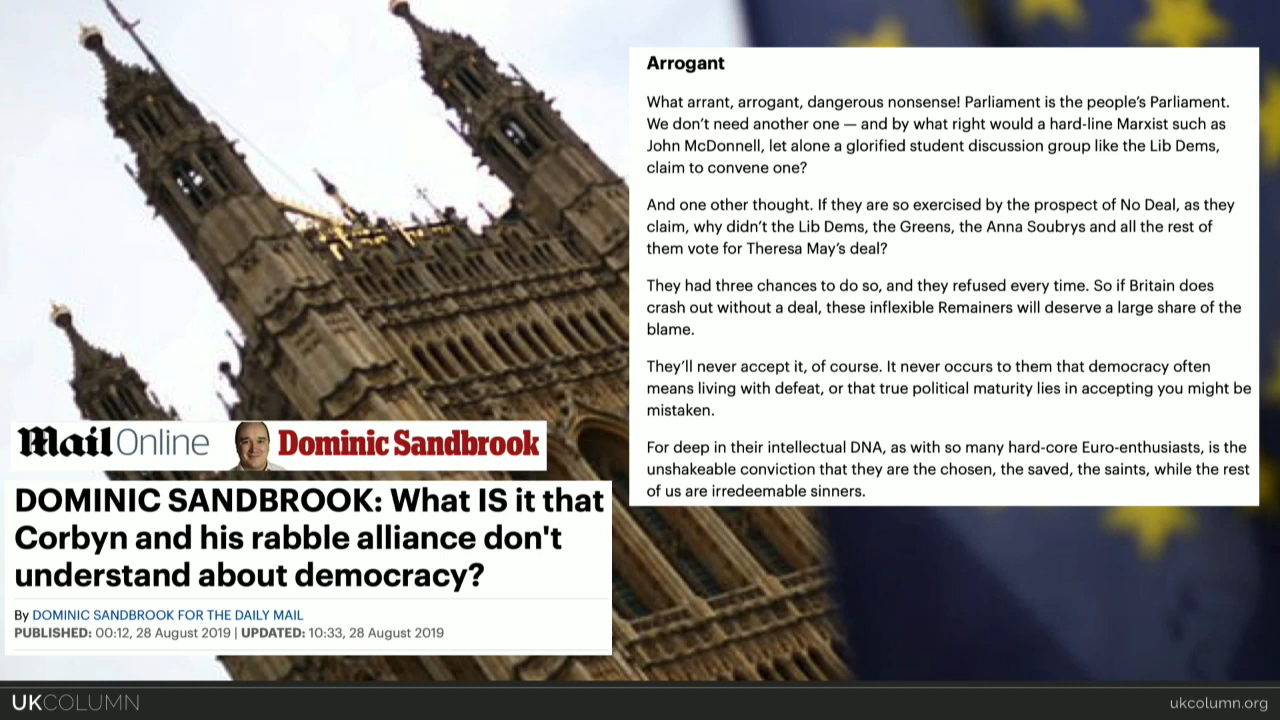 Arrogant
What arrant, arrogant, dangerous nonsense! Parliament is the people’s Parliament.
We don’t need another one — and by what right would a hard-line Marxist such as
John McDonnell, let alone a glorified student discussion group like the Lib Dems,
claim to convene one?
And one other thought. If they are so exercised by the prospect of No Deal, as they
claim, why didn’t the Lib Dems, the Greens, the Anna Soubrys and all the rest of
them vote for Theresa May’s deal?
They had three chances to do so, and they refused every time. So if Britain does
crash out without a deal, these inflexible Remainers will deserve a large share of the
blame.
They’ll never accept it, of course. It never occurs to them that democracy often
means living with defeat, or that true political maturity lies in accepting you might be
mistaken.
For deep in their intellectual DNA, as with so many hard-core Euro-enthusiasts, is the
unshakeable conviction that they are the chosen, the saved, the saints, while the rest
of us are irredeemable sinners.
Mail Online Dominic Sandbrook
DOMINIC SANDBROOK: What IS it that
Corbyn and his rabble alliance don't
understand about democracy?
By DOMINIC SANDBROOK FOR THE DAILY MAIL
PUBLISHED: 00:12, 28 August 2019 | UPDATED: 10:33, 28 August 2019
UKCOLUMN
ukcolumn.org